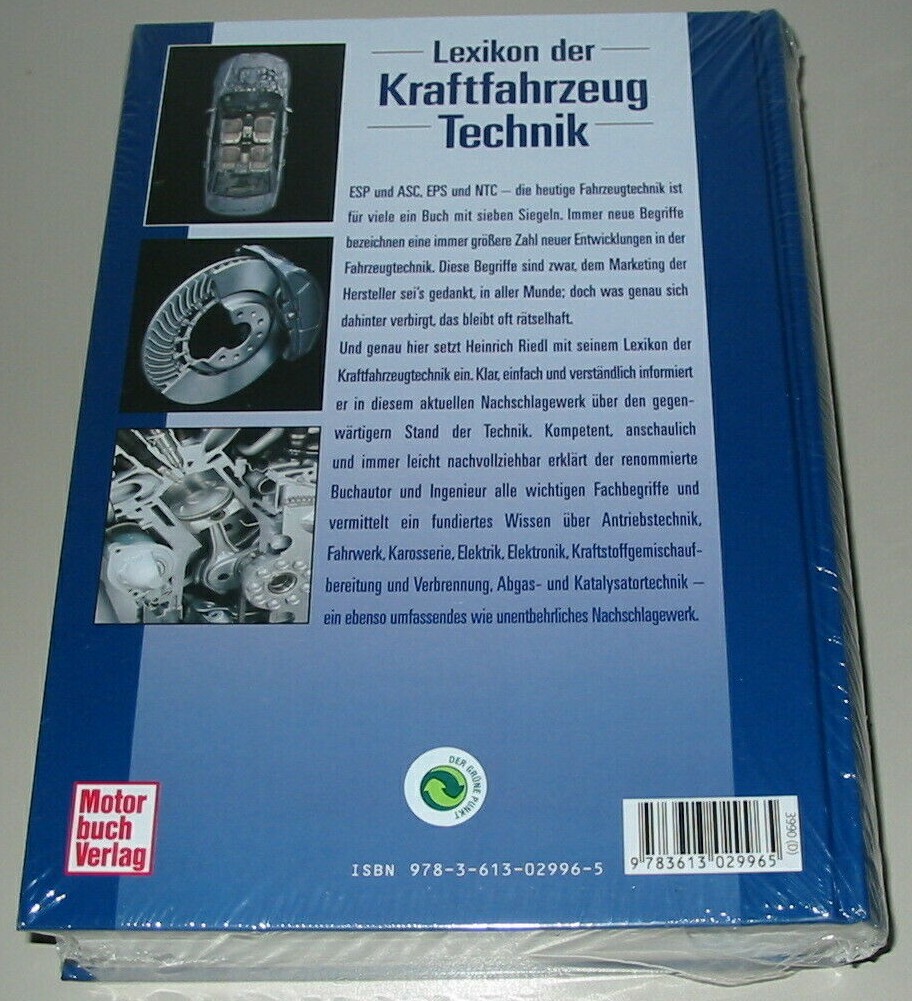 Lexikon der
Kraftfahrzeug
Technik
ESP und ASC, EPS und NTC – die heutige Fahrzeugtechnik ist
für viele ein Buch mit sieben Siegeln. Immer neue Begriffe
bezeichnen eine immer größere Zahl neuer Entwicklungen in der
Fahrzeugtechnik. Diese Begriffe sind zwar, dem Marketing der
Hersteller sei's gedankt, in aller Munde; doch was genau sich
dahinter verbirgt, das bleibt oft rätselhaft.
Und genau hier setzt Heinrich Riedl mit seinem Lexikon der
Kraftfahrzeugtechnik ein. Klar, einfach und verständlich informiert
er in diesem aktuellen Nachschlagewerk über den gegen-
wärtigern Stand der Technik. Kompetent, anschaulich
und immer leicht nachvollziehbar erklärt der renommierte
Buchautor und Ingenieur alle wichtigen Fachbegriffe und
vermittelt ein fundiertes Wissen über Antriebstechnik,
Fahrwerk, Karosserie, Elektrik, Elektronik, Kraftstoffgemischauf-
bereitung und Verbrennung, Abgas- und Katalysatortechnik –
ein ebenso umfassendes wie unentbehrliches Nachschlagewerk.
DER GRÜNE PUNKT
Motor
buch
Verlag
ISBN 978-3-613-02996-5
9 783613 029965
3990 (D)